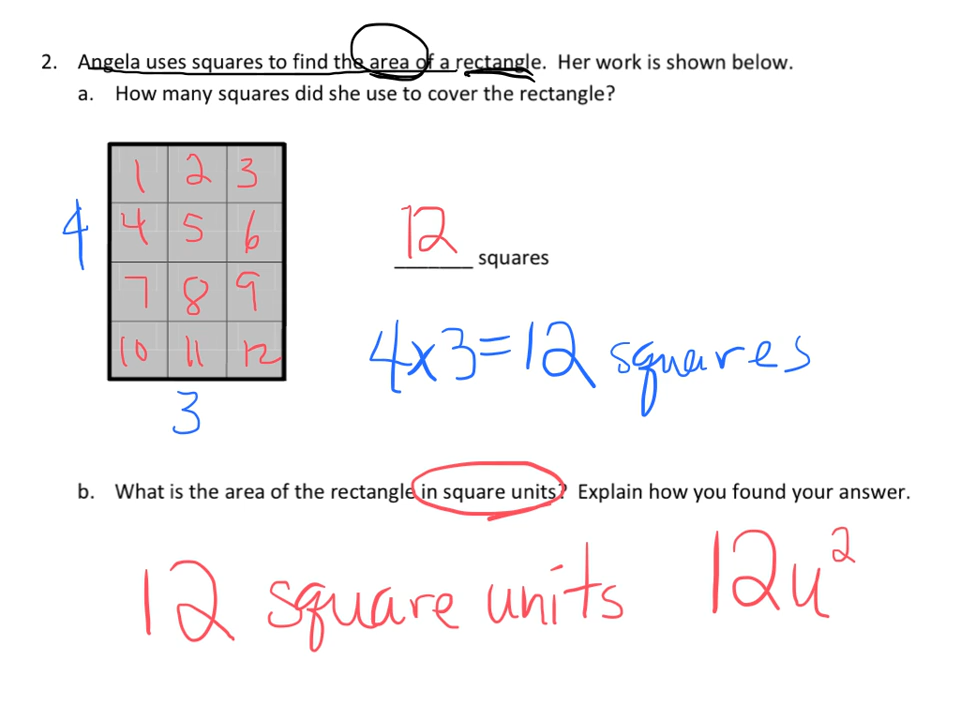 2. Angela uses squares to find the area of a rectangle. Her work is shown below.
a. How many squares did she use to cover the rectangle?
1 2 3
4 4 5 6
7 8 9
10 11 12
3
12 squares
4x3=12 squares
b. What is the area of the rectangle in square units? Explain how you found your answer.
12 square units 12u²